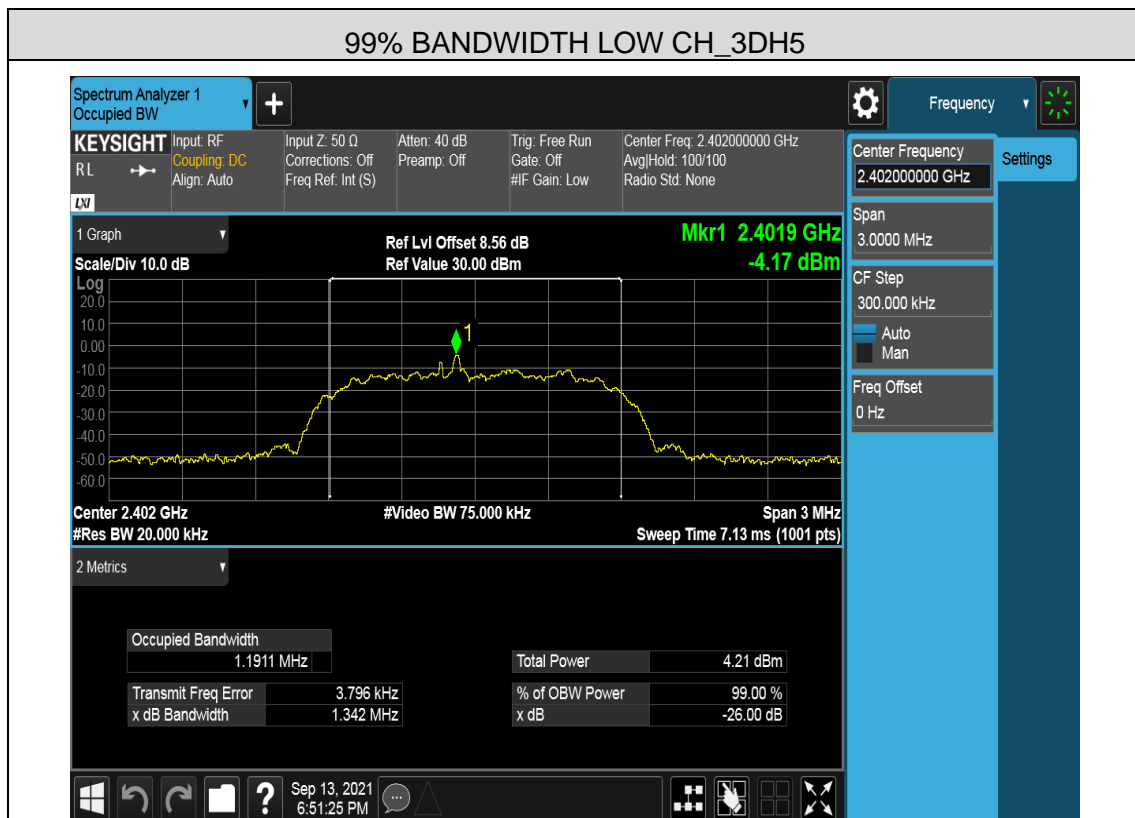 99% BANDWIDTH LOW CH_3DH5
Spectrum Analyzer 1
Occupied BW
Frequency
KEYSIGHT
RL
LXI
Input: RF
Coupling: DC
Align: Auto
Input Z: 50 Ω
Corrections: Off
Freq Ref: Int (S)
Atten: 40 dB
Preamp: Off
Trig: Free Run
Gate: Off
#IF Gain: Low
Center Freq: 2.402000000 GHz
Avg|Hold: 100/100
Radio Std: None
Center Frequency
2.402000000 GHz
Settings
Span
3.0000 MHz
CF Step
300.000 kHz
Auto
Man
Freq Offset
0 Hz
1 Graph
Scale/Div 10.0 dB
Ref Lvl Offset 8.56 dB
Ref Value 30.00 dBm
Mkr1 2.4019 GHz
-4.17 dBm
Log
20.0
10.0
0.00
-10.0
-20.0
-30.0
-40.0
-50.0
-60.0
1
Center 2.402 GHz
#Video BW 75.000 kHz
Span 3 MHz
#Res BW 20.000 kHz
Sweep Time 7.13 ms (1001 pts)
2 Metrics
Occupied Bandwidth
1.1911 MHz
Total Power 4.21 dBm
Transmit Freq Error 3.796 kHz
% of OBW Power 99.00 %
x dB Bandwidth 1.342 MHz
x dB -26.00 dB
?
Sep 13, 2021
6:51:25 PM